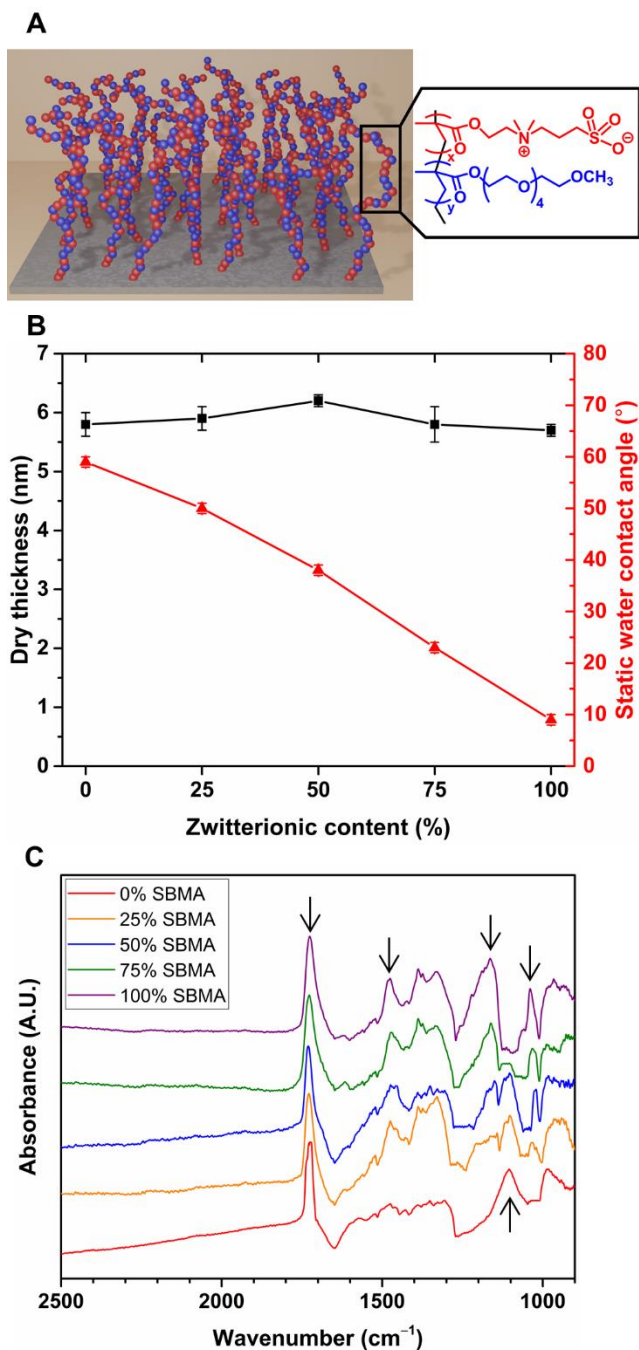 A
O
N
⊕
S
O
O
O⊖
O
x
O
O
O
4
OCH₃
y
B
7
6
5
4
3
2
1
0
Dry thickness (nm)
80
70
60
50
40
30
20
10
0
Static water contact angle (°)
0 25 50 75 100
Zwitterionic content (%)
C
0% SBMA
25% SBMA
50% SBMA
75% SBMA
100% SBMA
Absorbance (A.U.)
2500 2000 1500 1000
Wavenumber (cm⁻¹)